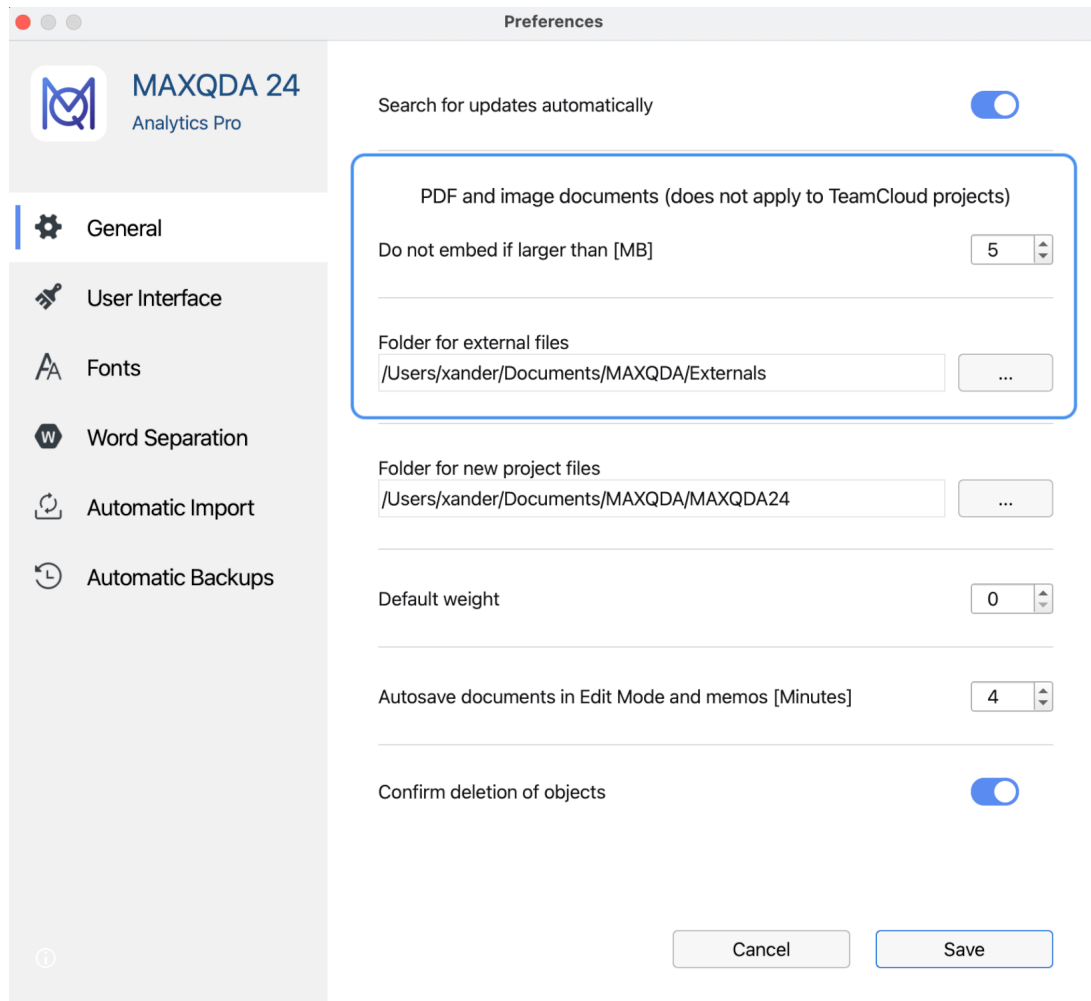 Preferences
MAXQDA 24
Analytics Pro
General
User Interface
Fonts
Word Separation
Automatic Import
Automatic Backups
Search for updates automatically
PDF and image documents (does not apply to TeamCloud projects)
Do not embed if larger than [MB] 5
Folder for external files
/Users/xander/Documents/MAXQDA/Externals ...
Folder for new project files
/Users/xander/Documents/MAXQDA/MAXQDA24 ...
Default weight 0
Autosave documents in Edit Mode and memos [Minutes] 4
Confirm deletion of objects
Cancel Save